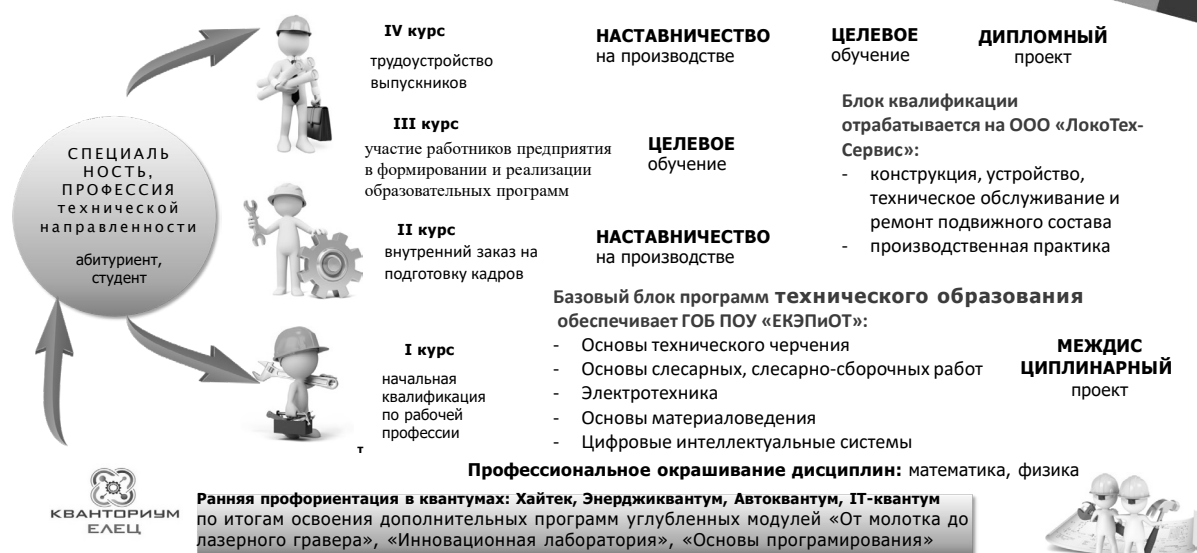 IV курс
трудоустройство
выпускников
НАСТАВНИЧЕСТВО
на производстве
ЦЕЛЕВОЕ
обучение
ДИПЛОМНЫЙ
проект
Блок квалификации
отрабатывается на ООО «ЛокоТех-
Сервис»:
- конструкция, устройство,
техническое обслуживание и
ремонт подвижного состава
- производственная практика
III курс
участие работников предприятия
в формировании и реализации
образовательных программ
ЦЕЛЕВОЕ
обучение
СПЕЦИАЛЬ
НОСТЬ,
ПРОФЕССИЯ
технической
направленности
абитуриент,
студент
II курс
внутренний заказ на
подготовку кадров
НАСТАВНИЧЕСТВО
на производстве
Базовый блок программ технического образования
обеспечивает ГОБ ПОУ «ЕКЭПиОТ»:
- Основы технического черчения
- Основы слесарных, слесарно-сборочных работ
- Электротехника
- Основы материаловедения
- Цифровые интеллектуальные системы
МЕЖДИС
ЦИПЛИНАРНЫЙ
проект
I курс
начальная
квалификация
по рабочей
профессии
т
Профессиональное окрашивание дисциплин: математика, физика
КВАНТОРИУМ
ЕЛЕЦ
Ранняя профориентация в квантумах: Хайтек, Энерджиквантум, Автоквантум, IT-квантум
по итогам освоения дополнительных программ углубленных модулей «От молотка до
лазерного гравера», «Инновационная лаборатория», «Основы програмирования»